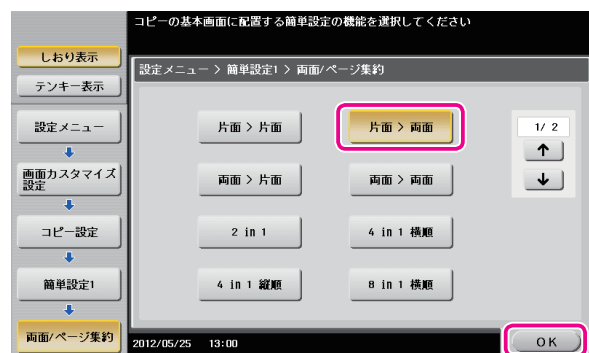 コピーの基本画面に配置する簡単設定の機能を選択してください
しおり表示
テンキー表示
設定メニュー > 簡単設定1 > 両面/ページ集約
設定メニュー
画面カスタマイズ
設定
コピー設定
簡単設定1
両面/ページ集約
片面 > 片面
片面 > 両面
1/ 2
両面 > 片面
両面 > 両面
2 in 1
4 in 1 横順
4 in 1 縦順
8 in 1 横順
2012/05/25 13:00
OK